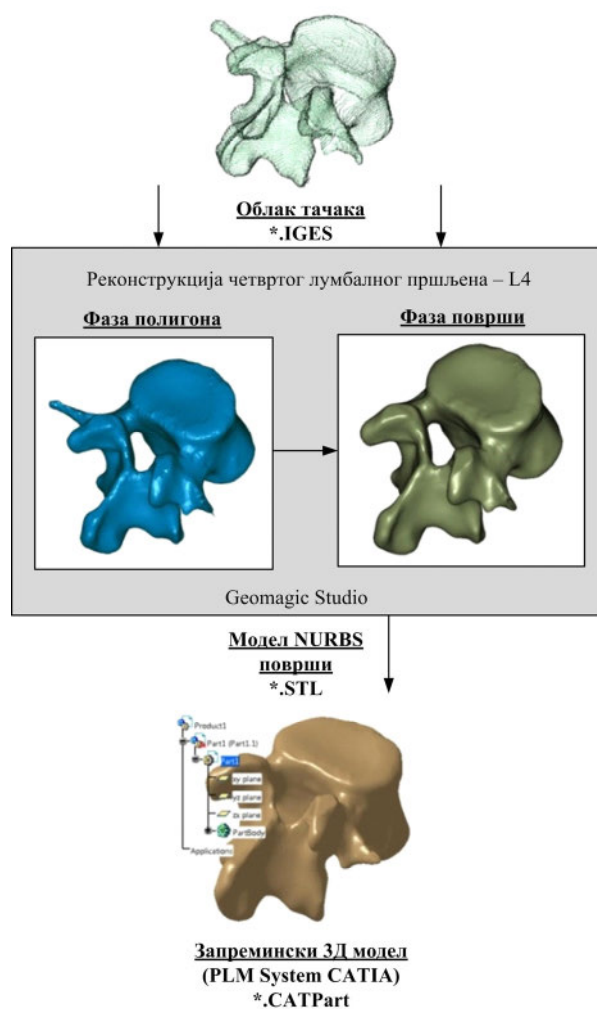 Облак тачака
*.IGES
Реконструкција четвртог лумбалног пршљена – L4
Фаза полигона
Фаза површи
Geomagic Studio
Модел NURBS
површи
*.STL
Product1
Part1 (Part1.1)
Part1
xy plane
yz plane
zx plane
PartBody
Applications
Запремински 3Д модел
(PLM System CATIA)
*.CATPart